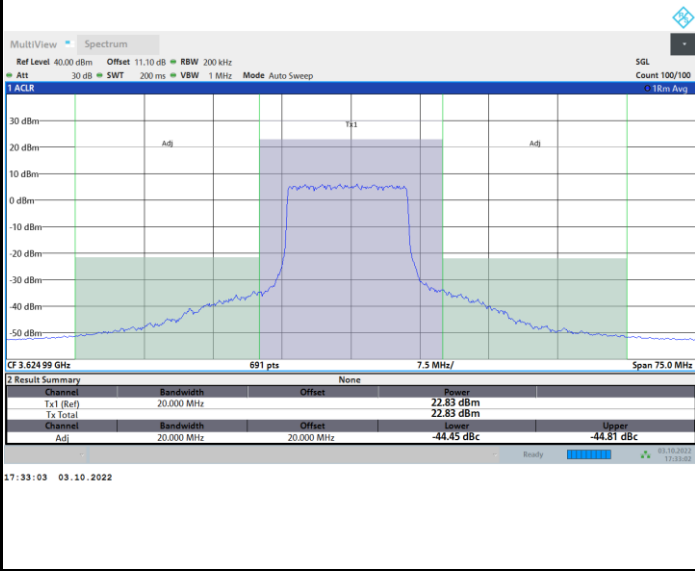 MultiView Spectrum
Ref Level 40.00 dBm Offset 11.10 dB RBW 200 kHz SGL
Att 30 dB SWT 200 ms VBW 1 MHz Mode Auto Sweep Count 100/100
1 ACLR 1Rm Avg
Tx1
Adj Adj
30 dBm
20 dBm
10 dBm
0 dBm
-10 dBm
-20 dBm
-30 dBm
-40 dBm
-50 dBm
CF 3.624 99 GHz 691 pts 7.5 MHz/ Span 75.0 MHz
2 Result Summary None
Channel Bandwidth Offset Power
Tx1 (Ref) 20.000 MHz 22.83 dBm
Tx Total 22.83 dBm
Channel Bandwidth Offset Lower Upper
Adj 20.000 MHz 20.000 MHz -44.45 dBc -44.81 dBc
Ready 03.10.2022
17:33:02
17:33:03 03.10.2022